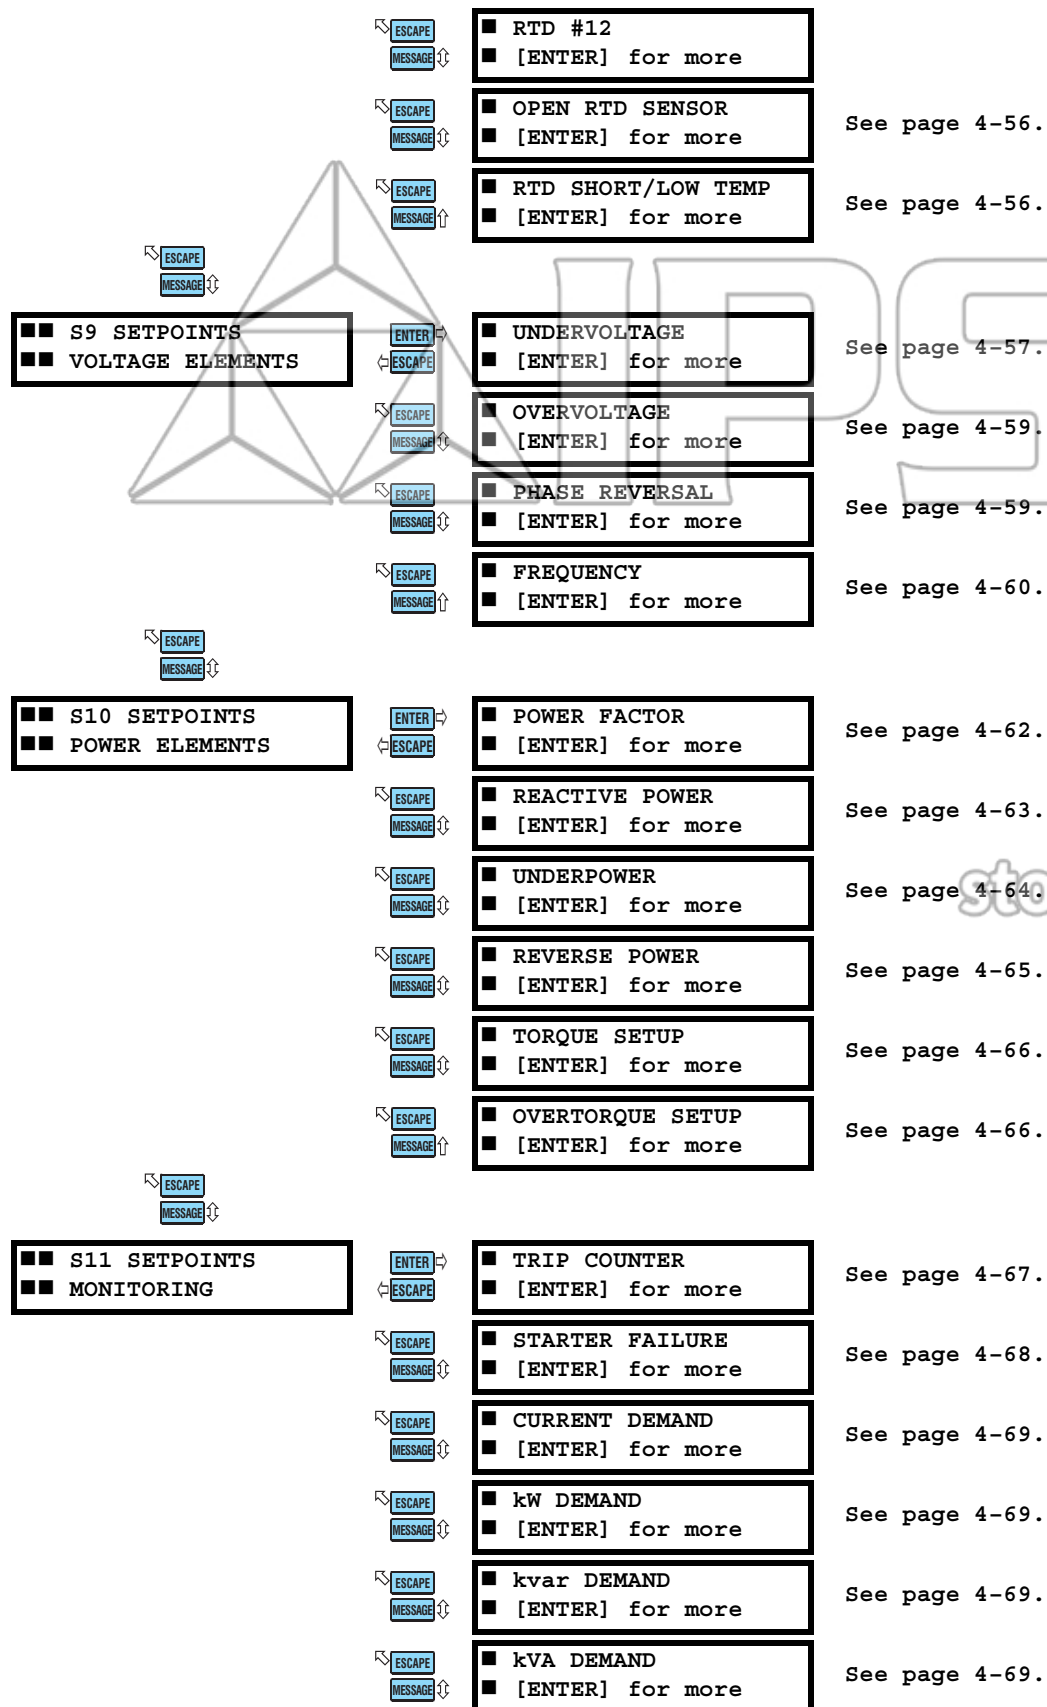 ESCAPE
MESSAGE
■ RTD #12
■ [ENTER] for more
ESCAPE
MESSAGE
■ OPEN RTD SENSOR
■ [ENTER] for more
See page 4-56.
ESCAPE
MESSAGE
■ RTD SHORT/LOW TEMP
■ [ENTER] for more
See page 4-56.
ESCAPE
MESSAGE
■■ S9 SETPOINTS
■■ VOLTAGE ELEMENTS
ENTER
ESCAPE
■ UNDERVOLTAGE
■ [ENTER] for more
See page 4-57.
ESCAPE
MESSAGE
■ OVERVOLTAGE
■ [ENTER] for more
See page 4-59.
ESCAPE
MESSAGE
■ PHASE REVERSAL
■ [ENTER] for more
See page 4-59.
ESCAPE
MESSAGE
■ FREQUENCY
■ [ENTER] for more
See page 4-60.
ESCAPE
MESSAGE
■■ S10 SETPOINTS
■■ POWER ELEMENTS
ENTER
ESCAPE
■ POWER FACTOR
■ [ENTER] for more
See page 4-62.
ESCAPE
MESSAGE
■ REACTIVE POWER
■ [ENTER] for more
See page 4-63.
ESCAPE
MESSAGE
■ UNDERPOWER
■ [ENTER] for more
See page 4-64.
ESCAPE
MESSAGE
■ REVERSE POWER
■ [ENTER] for more
See page 4-65.
ESCAPE
MESSAGE
■ TORQUE SETUP
■ [ENTER] for more
See page 4-66.
ESCAPE
MESSAGE
■ OVERTORQUE SETUP
■ [ENTER] for more
See page 4-66.
ESCAPE
MESSAGE
■■ S11 SETPOINTS
■■ MONITORING
ENTER
ESCAPE
■ TRIP COUNTER
■ [ENTER] for more
See page 4-67.
ESCAPE
MESSAGE
■ STARTER FAILURE
■ [ENTER] for more
See page 4-68.
ESCAPE
MESSAGE
■ CURRENT DEMAND
■ [ENTER] for more
See page 4-69.
ESCAPE
MESSAGE
■ kW DEMAND
■ [ENTER] for more
See page 4-69.
ESCAPE
MESSAGE
■ kvar DEMAND
■ [ENTER] for more
See page 4-69.
ESCAPE
MESSAGE
■ kVA DEMAND
■ [ENTER] for more
See page 4-69.
IPS